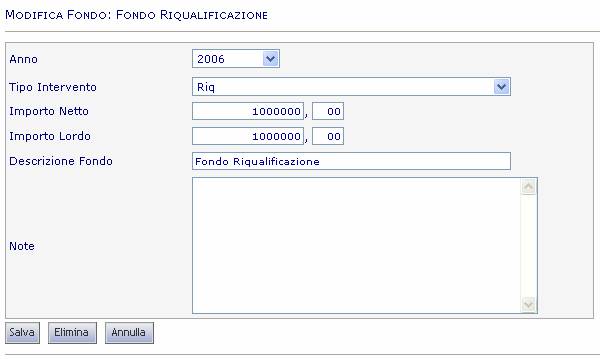 Modifica Fondo: Fondo Riqualificazione
Anno 2006
Tipo Intervento Riq
Importo Netto 1000000, 00
Importo Lordo 1000000, 00
Descrizione Fondo Fondo Riqualificazione
Note
Salva Elimina Annulla